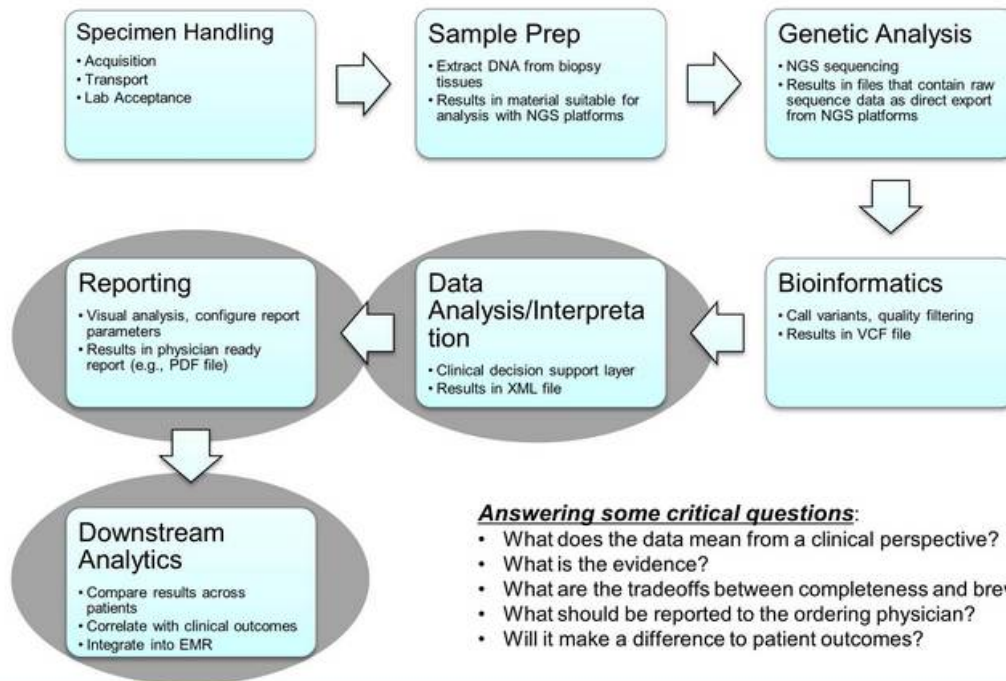 Specimen Handling
• Acquisition
• Transport
• Lab Acceptance
Sample Prep
• Extract DNA from biopsy
tissues
• Results in material suitable for
analysis with NGS platforms
Genetic Analysis
• NGS sequencing
• Results in files that contain raw
sequence data as direct export
from NGS platforms
Bioinformatics
• Call variants, quality filtering
• Results in VCF file
Data
Analysis/Interpreta
tion
• Clinical decision support layer
• Results in XML file
Reporting
• Visual analysis, configure report
parameters
• Results in physician ready
report (e.g., PDF file)
Downstream
Analytics
• Compare results across
patients
• Correlate with clinical outcomes
• Integrate into EMR
Answering some critical questions:
• What does the data mean from a clinical perspective?
• What is the evidence?
• What are the tradeoffs between completeness and
• What should be reported to the ordering physician?
• Will it make a difference to patient outcomes?